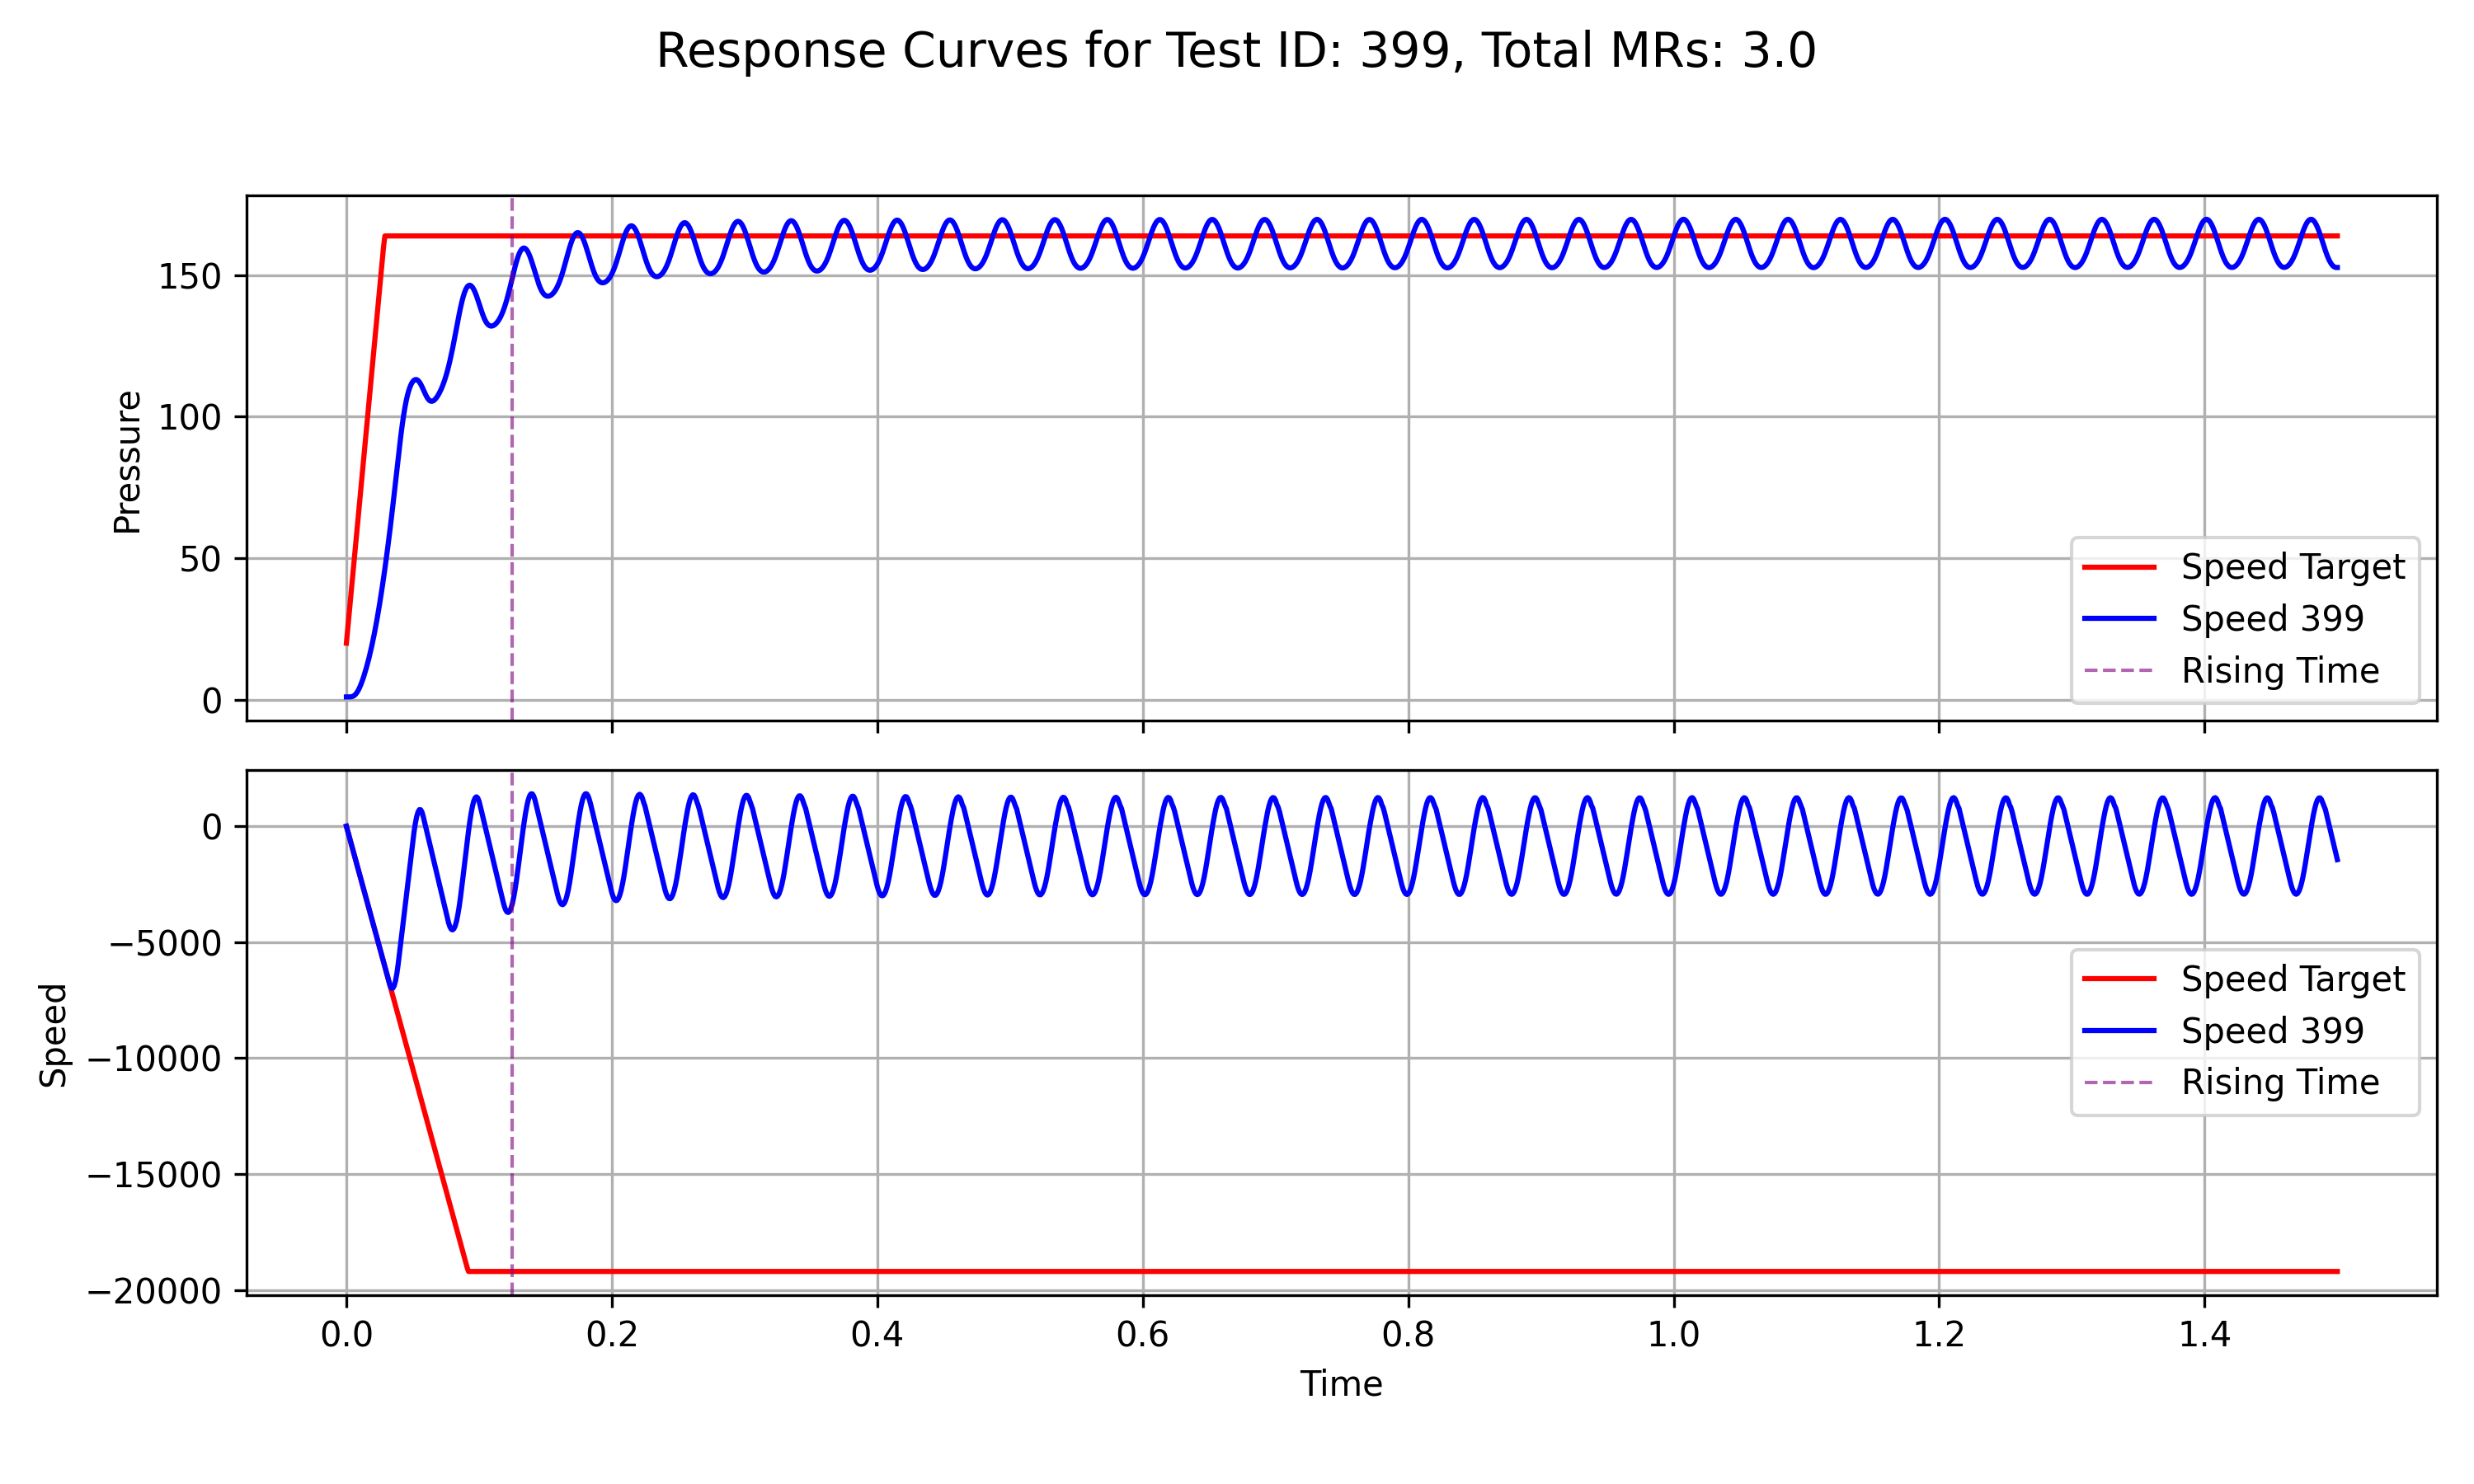 Response Curves for Test ID: 399, Total MRs: 3.0
Pressure
150
100
50
0
Speed Target
Speed 399
Rising Time
Speed
0
−5000
−10000
−15000
−20000
Speed Target
Speed 399
Rising Time
0.0 0.2 0.4 0.6 0.8 1.0 1.2 1.4
Time